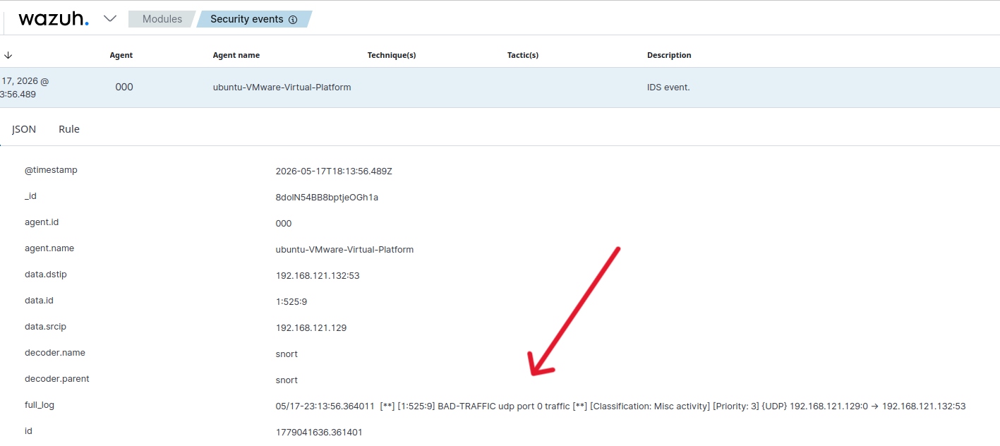 wazuh. Modules Security events
Agent Agent name Technique(s) Tactic(s) Description
17, 2026 @
3:56.489 000 ubuntu-VMware-Virtual-Platform IDS event.
JSON Rule
@timestamp 2026-05-17T18:13:56.489Z
_id 8dolN54BB8bptjeOGh1a
agent.id 000
agent.name ubuntu-VMware-Virtual-Platform
data.dstip 192.168.121.132:53
data.id 1:525:9
data.srcip 192.168.121.129
decoder.name snort
decoder.parent snort
full_log 05/17-23:13:56.364011 [**] [1:525:9] BAD-TRAFFIC udp port 0 traffic [**] [Classification: Misc activity] [Priority: 3] {UDP} 192.168.121.129:0 -> 192.168.121.132:53
id 1779041636.361401